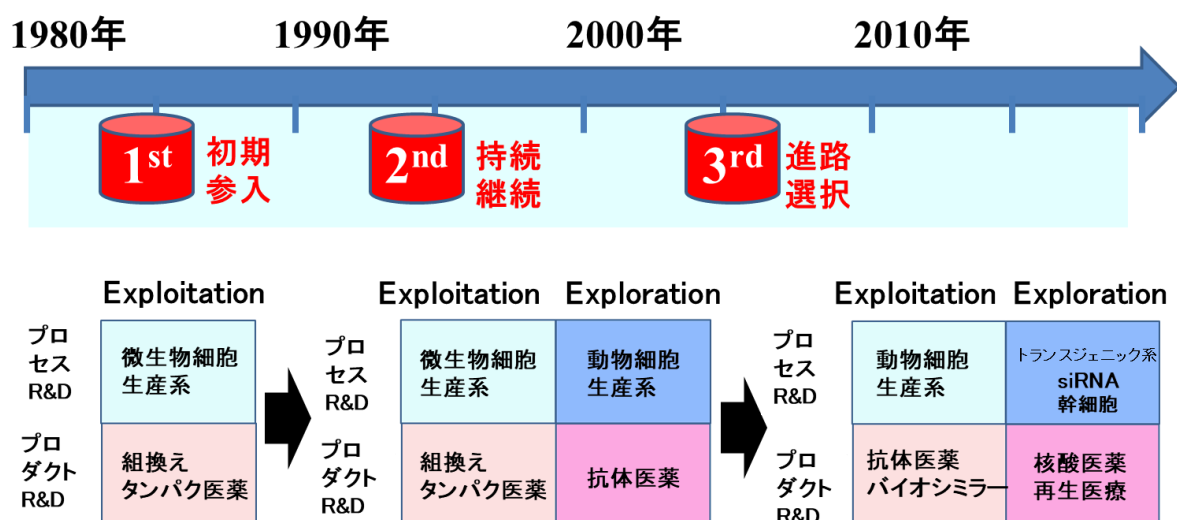 1980年 1990年 2000年 2010年
1st 初期
参入
2nd 持続
継続
3rd 進路
選択
Exploitation
プロ
セス
R&D
微生物細胞
生産系
プロ
ダクト
R&D
組換え
タンパク医薬
Exploitation Exploration
プロ
セス
R&D
微生物細胞
生産系
動物細胞
生産系
プロ
ダクト
R&D
組換え
タンパク医薬
抗体医薬
Exploitation Exploration
プロ
セス
R&D
動物細胞
生産系
トランスジェニック系
siRNA
幹細胞
プロ
ダクト
R&D
抗体医薬
バイオシミラー
核酸医薬
再生医療